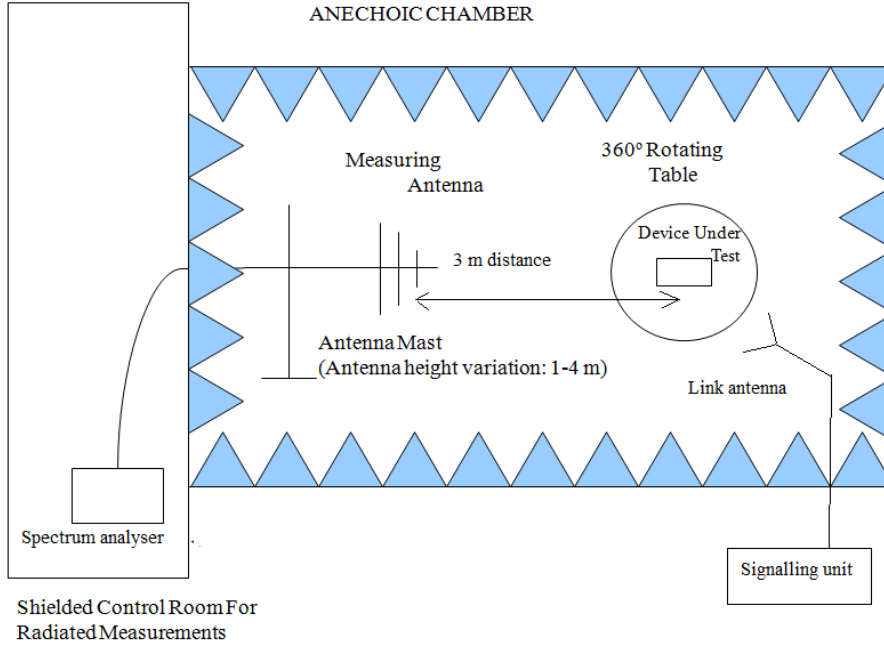 ANECHOIC CHAMBER
Measuring
Antenna
360° Rotating
Table
Device Under
Test
3 m distance
Antenna Mast
(Antenna height variation: 1-4 m)
Link antenna
Spectrum analyser
Signalling unit
Shielded Control Room For
Radiated Measurements